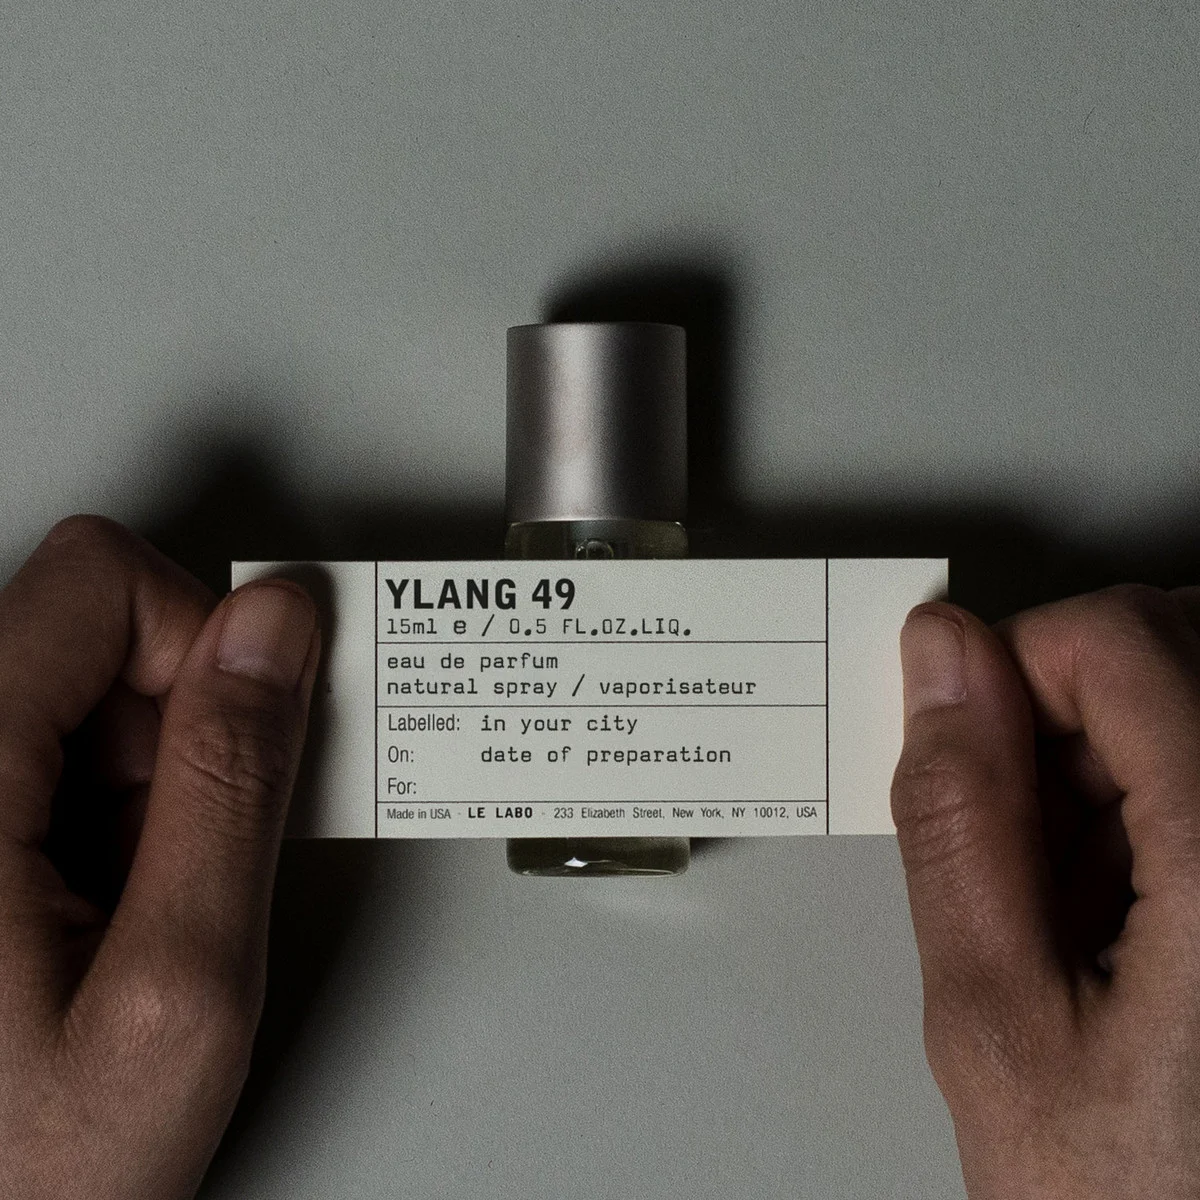 YLANG 49
15ml e / 0.5 FL.OZ.LIQ.
eau de parfum
natural spray / vaporisateur
Labelled: in your city
On: date of preparation
For:
Made in USA · LE LABO · 233 Elizabeth Street, New York, NY 10012, USA